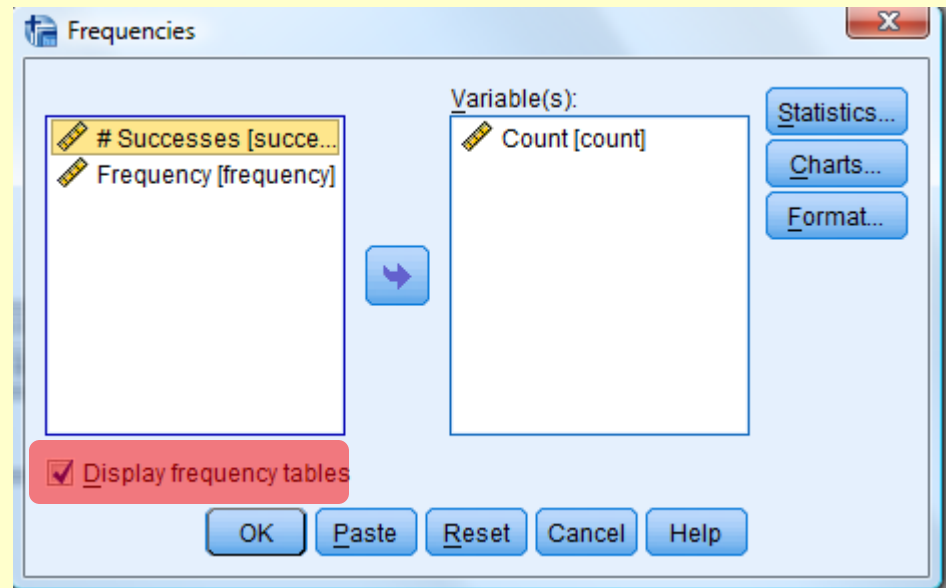 Frequencies
Variable(s):
# Successes [succe...
Frequency [frequency]
Count [count]
Statistics...
Charts...
Format...
Display frequency tables
OK Paste Reset Cancel Help